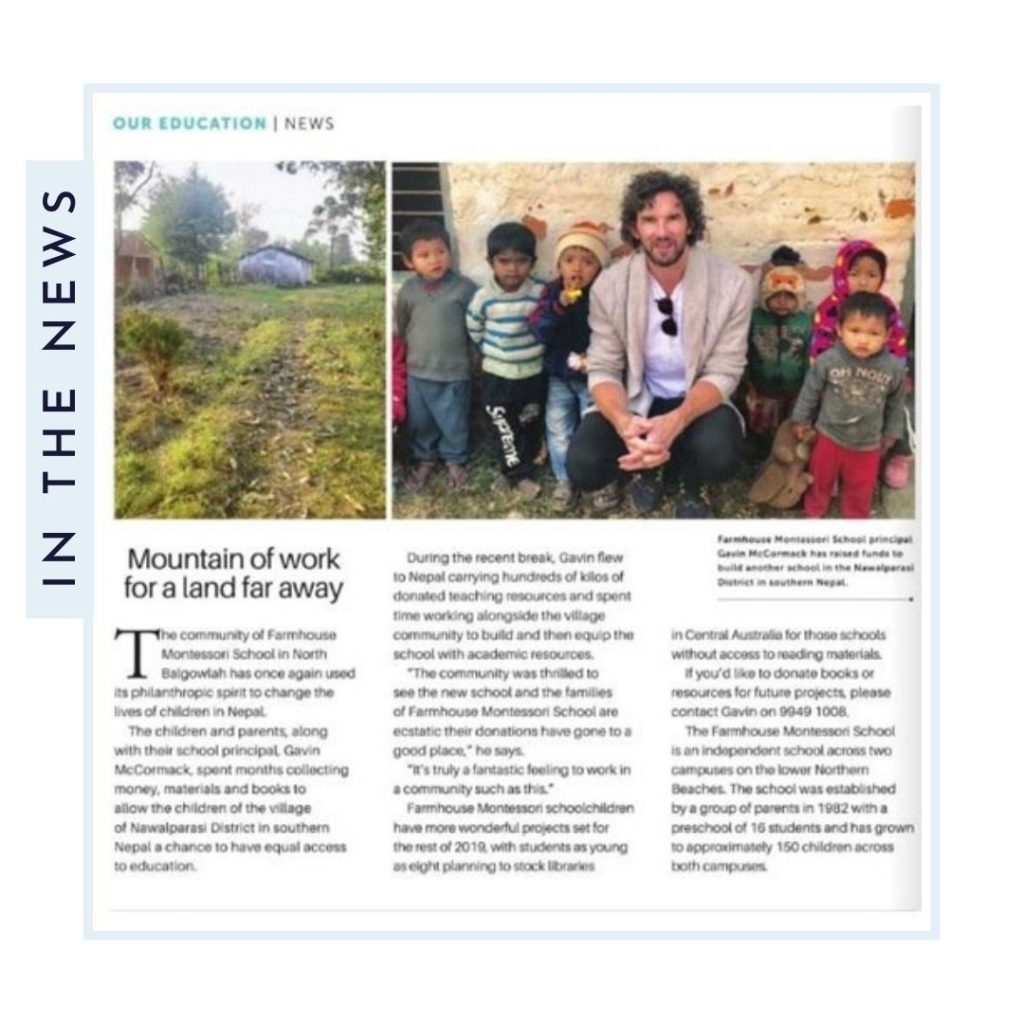 IN THE NEWS
OUR EDUCATION | NEWS
SUPREME
OH NO!!
Mountain of work
for a land far away
The community of Farmhouse
Montessori School in North
Balgowlah has once again used
its philanthropic spirit to change the
lives of children in Nepal.
The children and parents, along
with their school principal, Gavin
McCormack, spent months collecting
money, materials and books to
allow the children of the village
of Nawalparasi District in southern
Nepal a chance to have equal access
to education.
During the recent break, Gavin flew
to Nepal carrying hundreds of kilos of
donated teaching resources and spent
time working alongside the village
community to build and then equip the
school with academic resources.
"The community was thrilled to
see the new school and the families
of Farmhouse Montessori School are
ecstatic their donations have gone to a
good place," he says.
"It's truly a fantastic feeling to work in
a community such as this."
Farmhouse Montessori schoolchildren
have more wonderful projects set for
the rest of 2019, with students as young
as eight planning to stock libraries
Farmhouse Montessori School principal
Gavin McCormack has raised funds to
build another school in the Nawalparasi
District in southern Nepal.
in Central Australia for those schools
without access to reading materials.
If you'd like to donate books or
resources for future projects, please
contact Gavin on 9949 1008.
The Farmhouse Montessori School
is an independent school across two
campuses on the lower Northern
Beaches. The school was established
by a group of parents in 1982 with a
preschool of 16 students and has grown
to approximately 150 children across
both campuses.